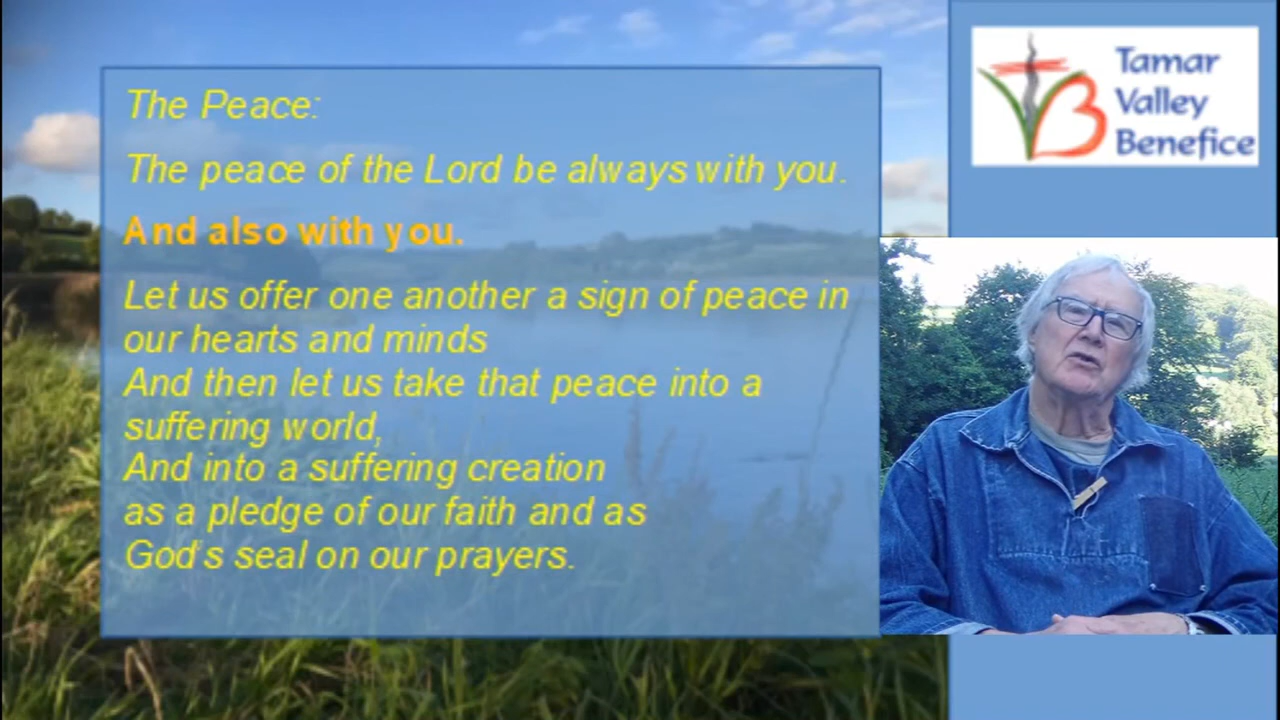 The Peace:
The peace of the Lord be always with you.
And also with you.
Let us offer one another a sign of peace in
our hearts and minds
And then let us take that peace into a
suffering world,
And into a suffering creation
as a pledge of our faith and as
God's seal on our prayers.
Tamar
Valley
Benefice